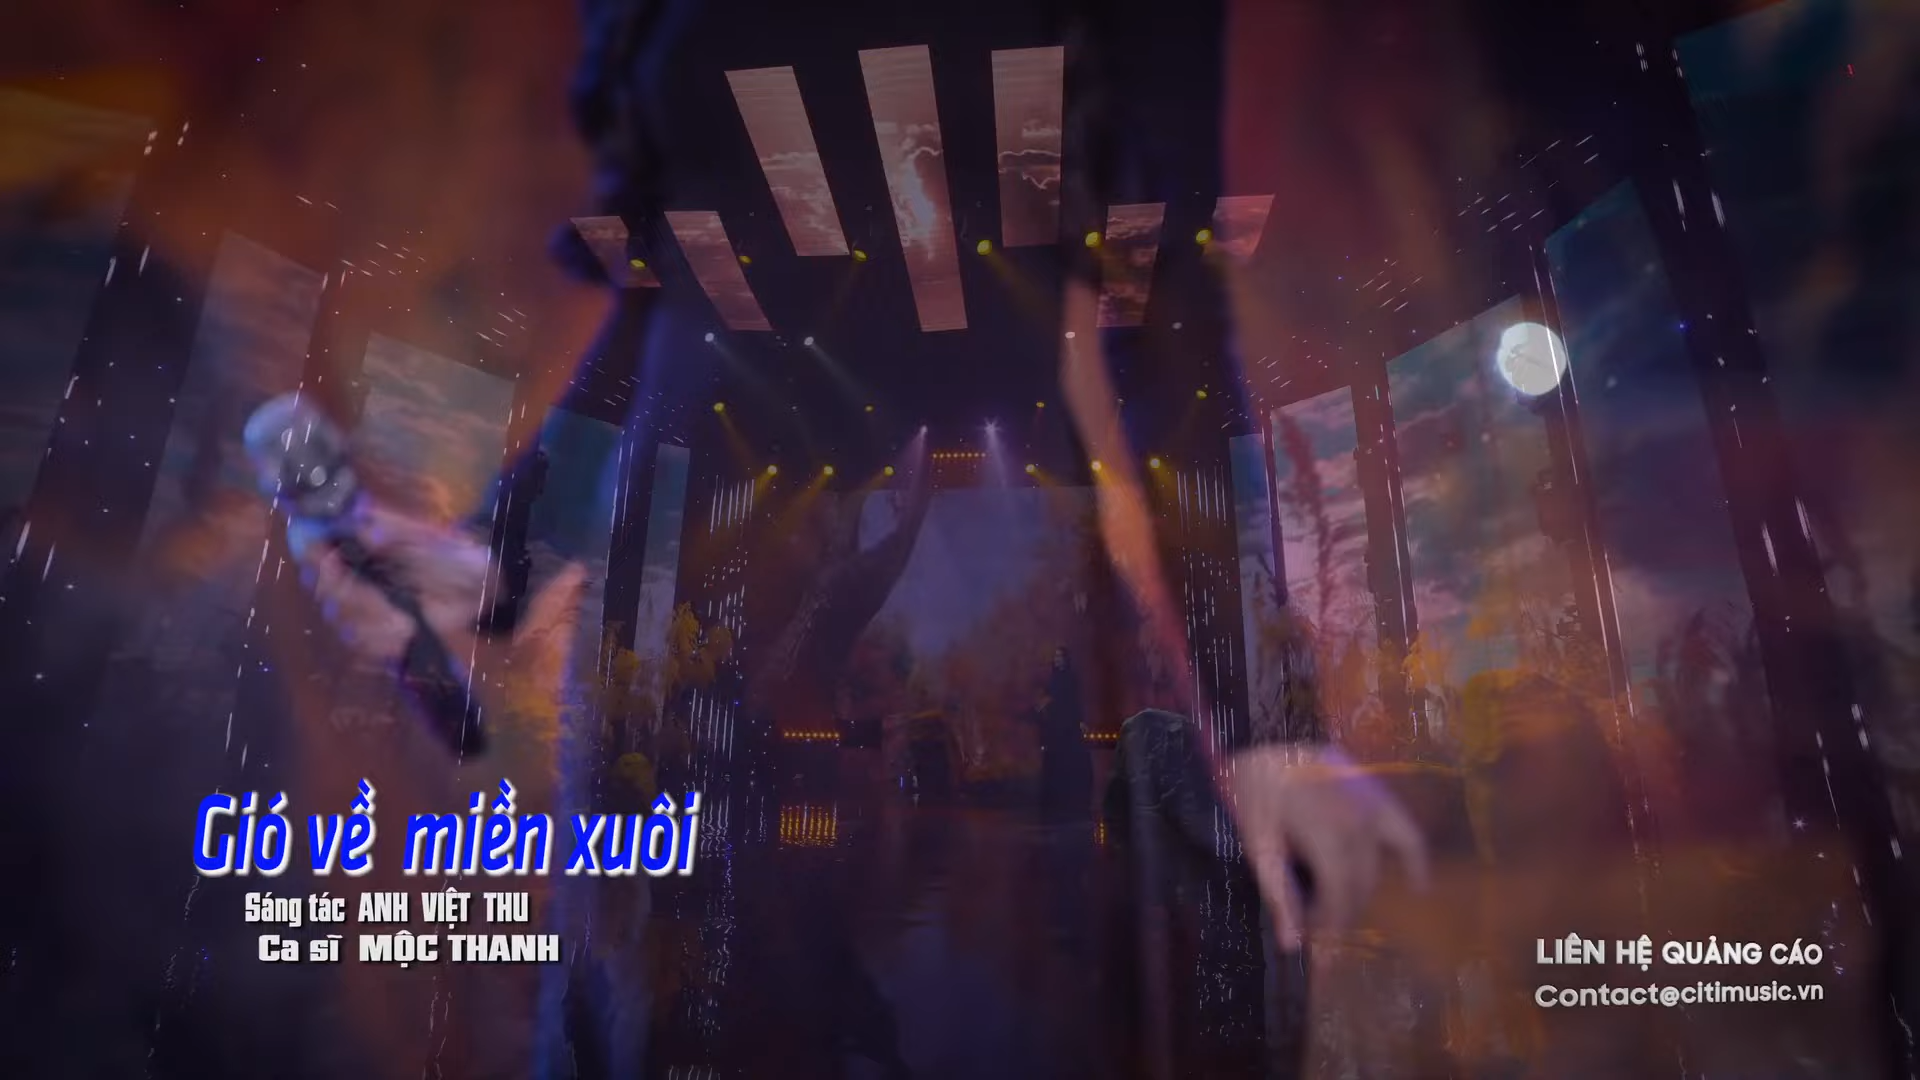 Gió về miền xuôi
Sáng tác ANH VIỆT THU
Ca sĩ MỘC THANH
LIÊN HỆ QUẢNG CÁO
Contact@citimusic.vn